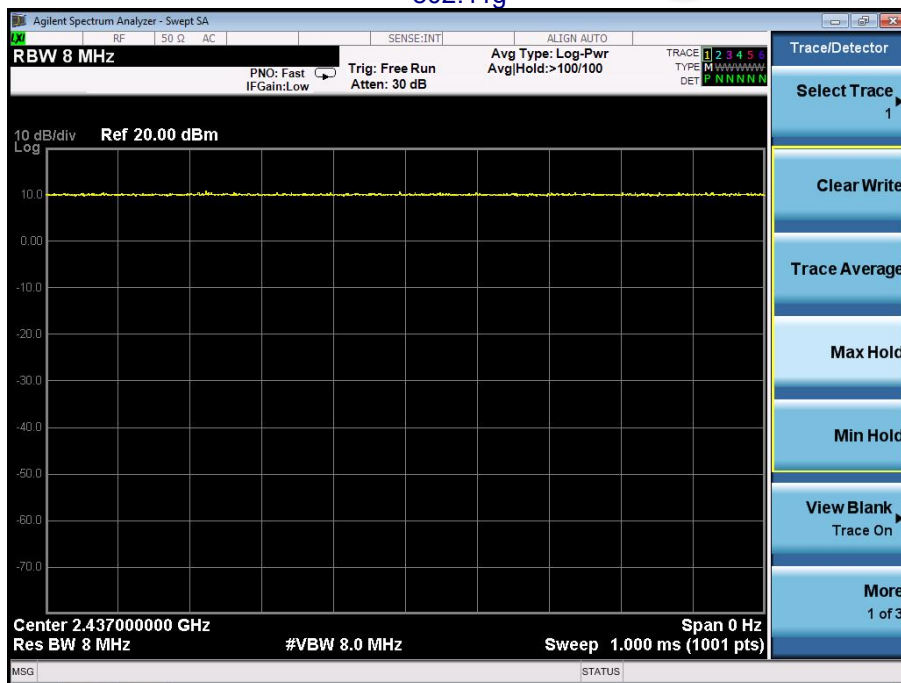 802.11g
Agilent Spectrum Analyzer - Swept SA
LXI RF 50 Ω AC SENSE:INT ALIGN AUTO
RBW 8 MHz
PNO: Fast
IFGain:Low
Trig: Free Run
Atten: 30 dB
Avg Type: Log-Pwr
Avg|Hold:>100/100
TRACE 1 2 3 4 5 6
TYPE M WWWWW
DET P N N N N N
Trace/Detector
Select Trace
1
10 dB/div Ref 20.00 dBm
Log
10.0
0.00
-10.0
-20.0
-30.0
-40.0
-50.0
-60.0
-70.0
Clear Write
Trace Average
Max Hold
Min Hold
View Blank
Trace On
More
1 of 3
Center 2.437000000 GHz Span 0 Hz
Res BW 8 MHz #VBW 8.0 MHz Sweep 1.000 ms (1001 pts)
MSG STATUS